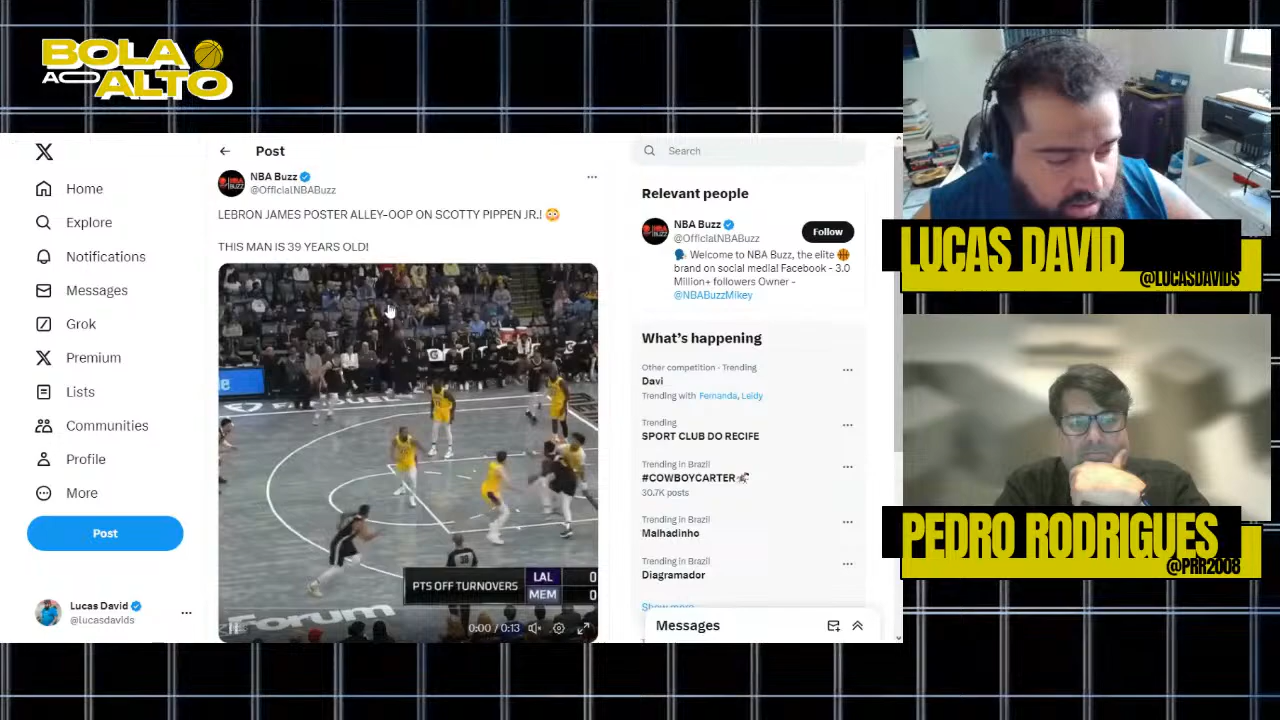 BOLA
AO ALTO
X
Home
Explore
Notifications
Messages
Grok
Premium
Lists
Communities
Profile
More
Post
Lucas David
@lucasdavids
Post
NBA Buzz
@OfficialNBABuzz
LEBRON JAMES POSTER ALLEY-OOP ON SCOTTY PIPPEN JR.! 😳
THIS MAN IS 39 YEARS OLD!
PTS OFF TURNOVERS LAL 0
MEM 0
Forum
0:00 / 0:13
Search
Relevant people
NBA Buzz
@OfficialNBABuzz
Follow
🗣 Welcome to NBA Buzz, the elite 🏀
brand on social media! Facebook - 3.0
Million+ followers Owner -
@NBABuzzMikey
What's happening
Other competition · Trending
Davi
Trending with Fernanda, Leidy
Trending
SPORT CLUB DO RECIFE
Trending in Brazil
#COWBOYCARTER
30.7K posts
Trending in Brazil
Malhadinho
Trending in Brazil
Diagramador
Show more
Messages
LUCAS DAVID
@LUCASDAVIDS
PEDRO RODRIGUES
@PRR2008